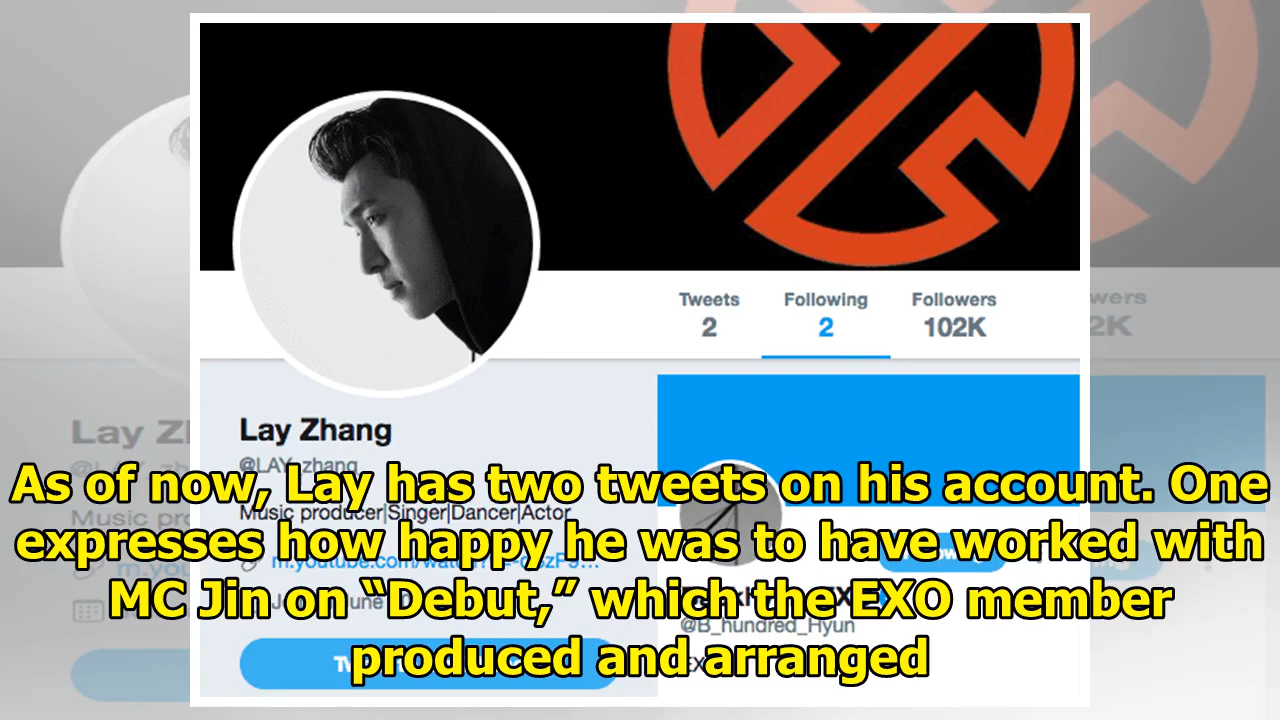 Tweets Following Followers
2 2 102K
Lay Zhang
@LAY_zhang
As of now, Lay has two tweets on his account. One
Music producer|Singer|Dancer|Actor
expresses how happy he was to have worked with
MC Jin on “Debut,” which the EXO member
@B_hundred_Hyun
produced and arranged